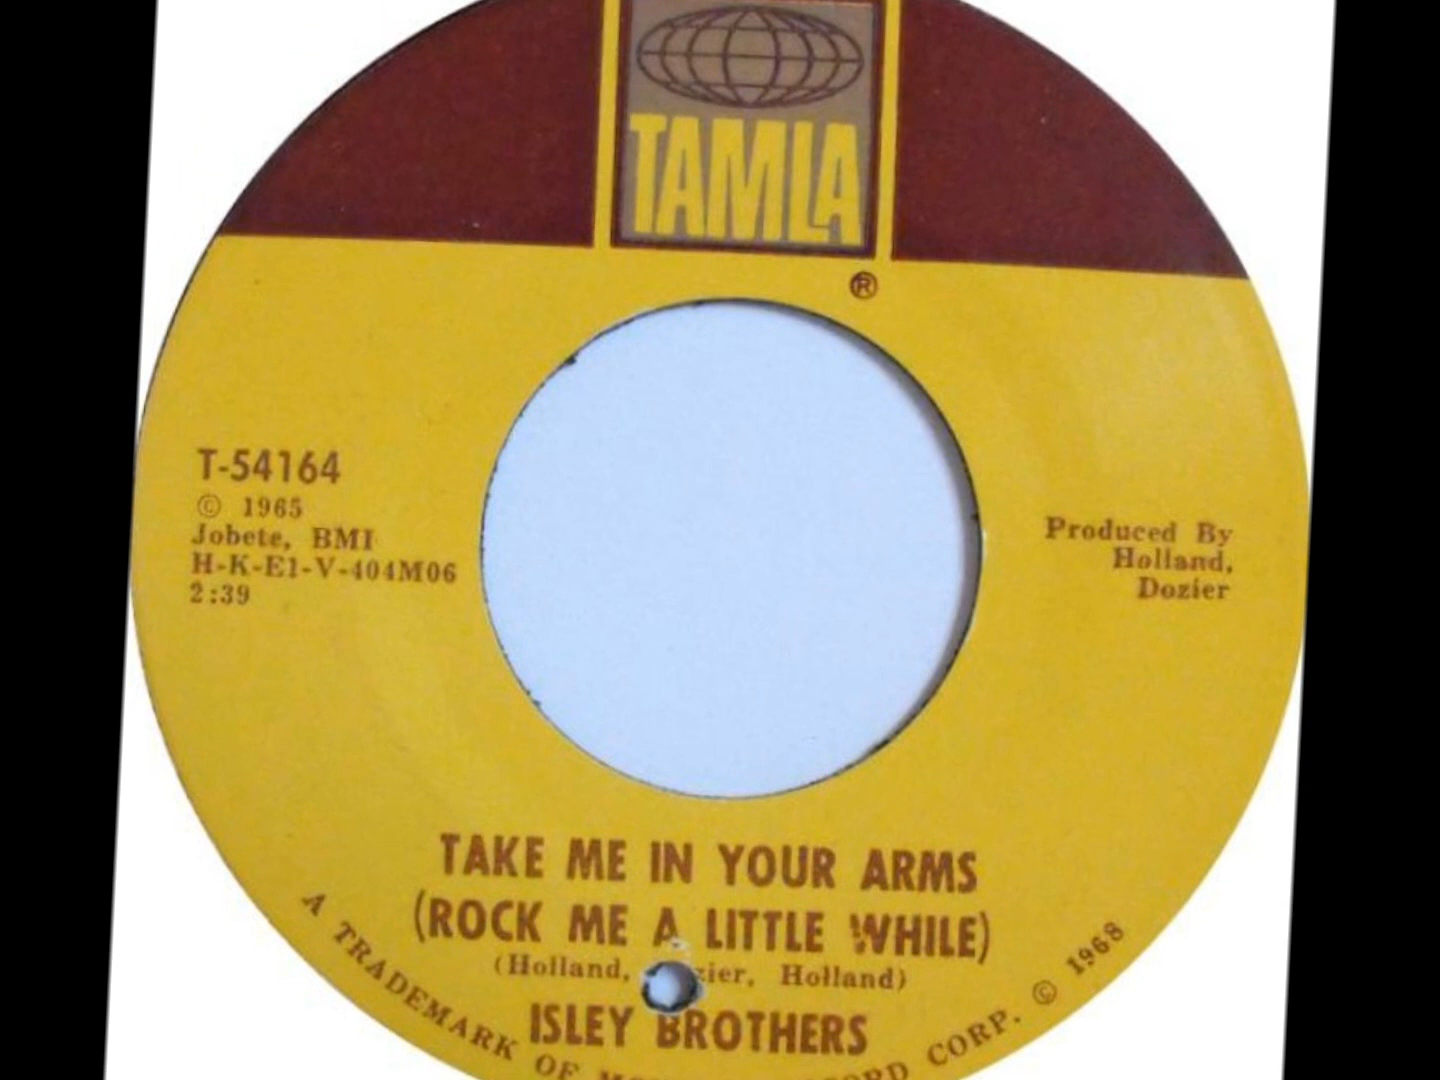 TAMLA
®
T-54164
© 1965
Jobete, BMI
H-K-E1-V-404M06
2:39
Produced By
Holland,
Dozier
TAKE ME IN YOUR ARMS
(ROCK ME A LITTLE WHILE)
(Holland, Holland)
ISLEY BROTHERS
A TRADEMARK OF CORP. © 1968